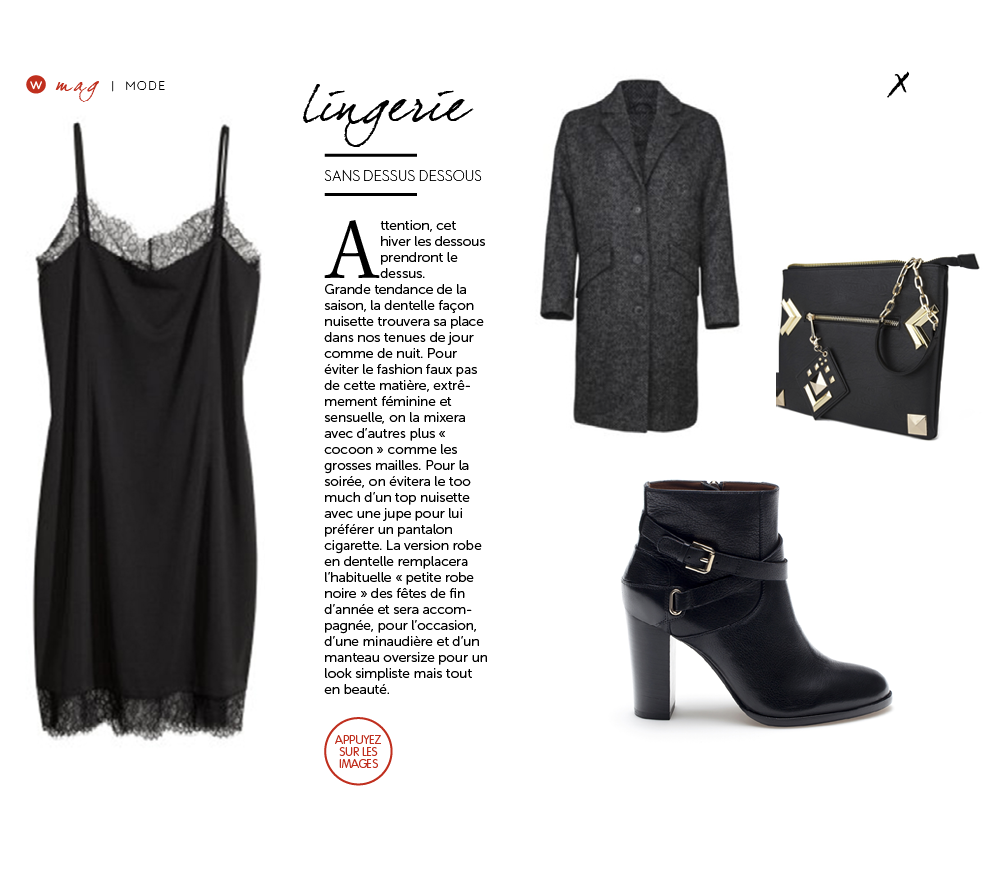 W mag | MODE
lingerie
SANS DESSUS DESSOUS
Attention, cet
hiver les dessous
prendront le
dessus.
Grande tendance de la
saison, la dentelle façon
nuisette trouvera sa place
dans nos tenues de jour
comme de nuit. Pour
éviter le fashion faux pas
de cette matière, extrê-
mement féminine et
sensuelle, on la mixera
avec d'autres plus «
cocoon » comme les
grosses mailles. Pour la
soirée, on évitera le too
much d'un top nuisette
avec une jupe pour lui
préférer un pantalon
cigarette. La version robe
en dentelle remplacera
l'habituelle « petite robe
noire » des fêtes de fin
d'année et sera accom-
pagnée, pour l'occasion,
d'une minaudière et d'un
manteau oversize pour un
look simpliste mais tout
en beauté.
APPUYEZ
SUR LES
IMAGES
X